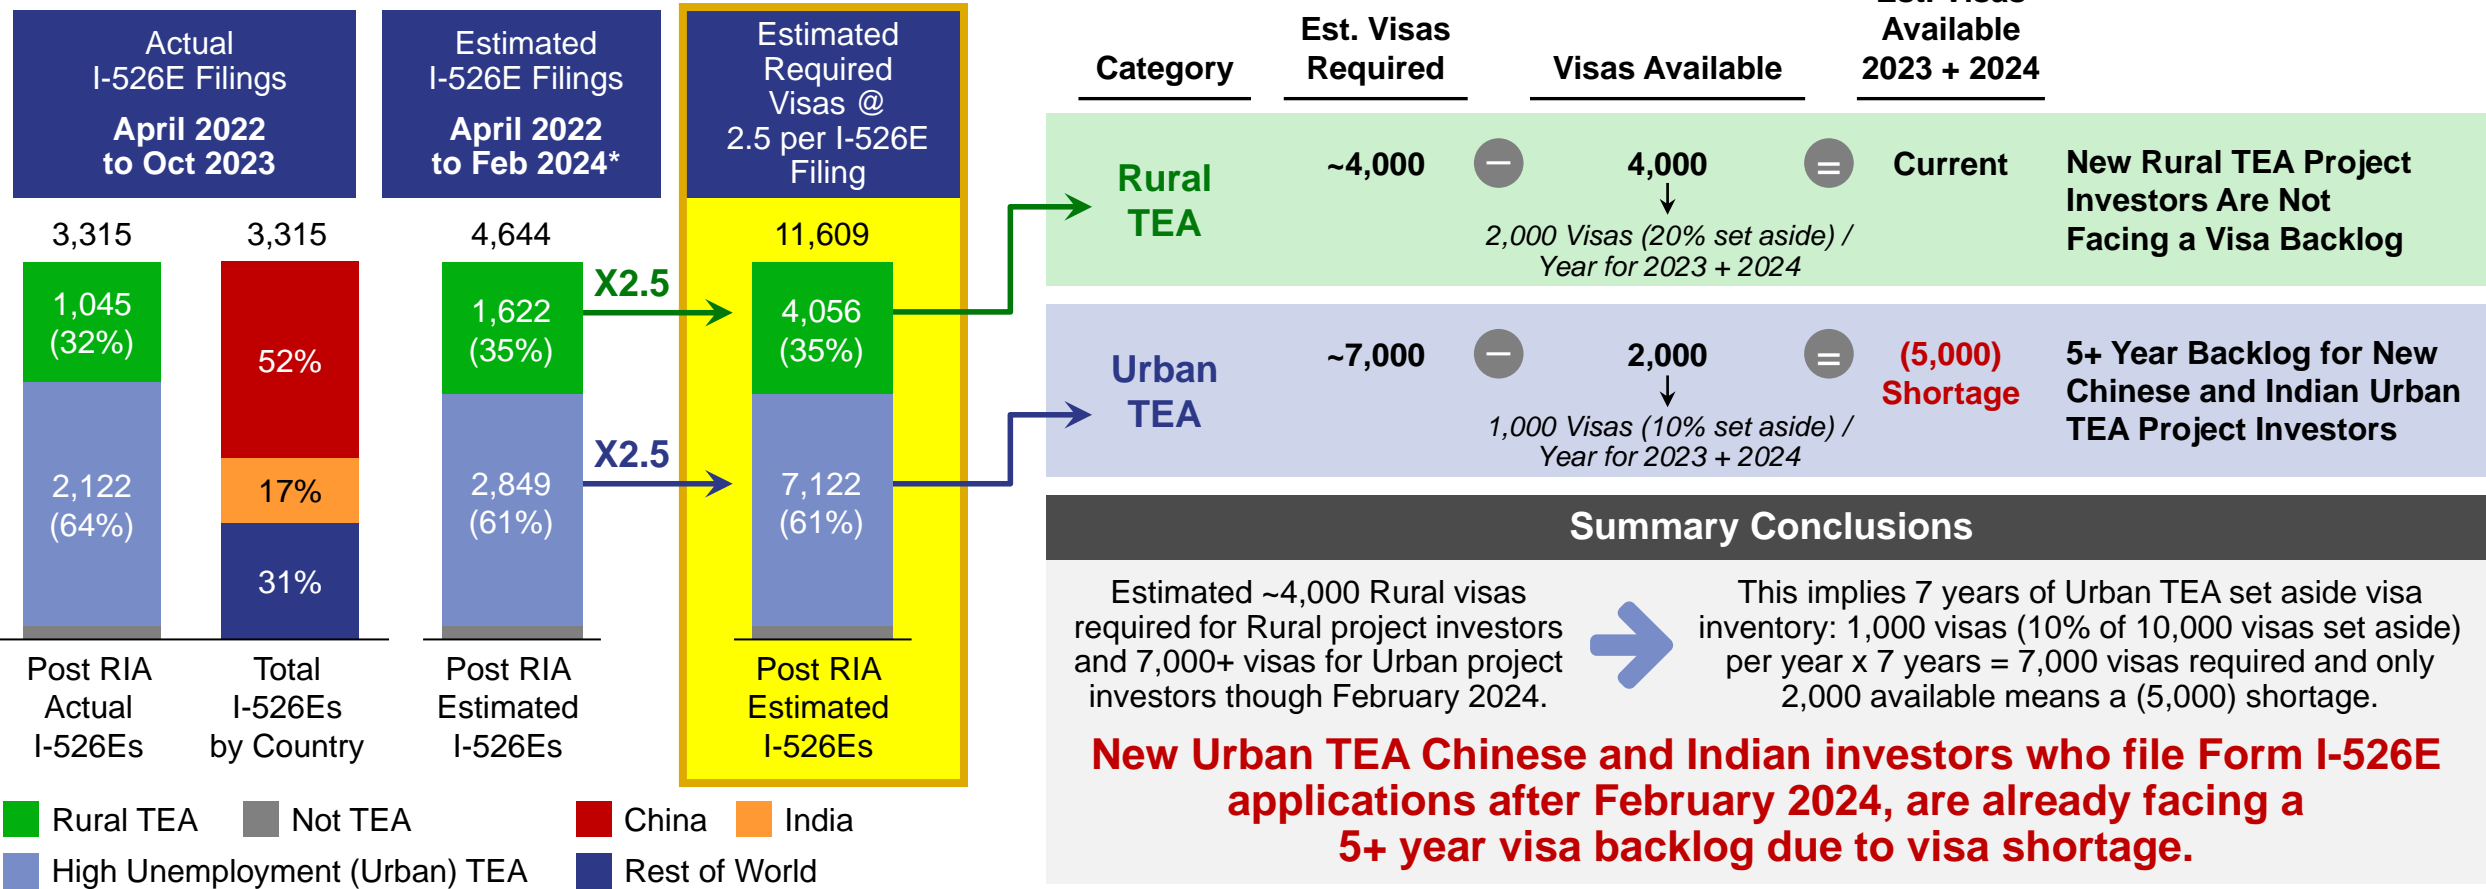 Actual
I-526E Filings
April 2022
to Oct 2023
Estimated
I-526E Filings
April 2022
to Feb 2024*
Estimated
Required
Visas @
2.5 per I-526E
Filing
3,315
3,315
4,644
11,609
1,045
(32%)
2,122
(64%)
52%
17%
31%
1,622
(35%)
2,849
(61%)
X2.5
X2.5
4,056
(35%)
7,122
(61%)
Post RIA
Actual
I-526Es
Total
I-526Es
by Country
Post RIA
Estimated
I-526Es
Post RIA
Estimated
I-526Es
Rural TEA
Not TEA
China
India
High Unemployment (Urban) TEA
Rest of World
Category
Est. Visas
Required
Visas Available
Est. Visas
Available
2023 + 2024
Rural
TEA
~4,000
–
4,000
2,000 Visas (20% set aside) /
Year for 2023 + 2024
=
Current
New Rural TEA Project
Investors Are Not
Facing a Visa Backlog
Urban
TEA
~7,000
–
2,000
1,000 Visas (10% set aside) /
Year for 2023 + 2024
=
(5,000)
Shortage
5+ Year Backlog for New
Chinese and Indian Urban
TEA Project Investors
Summary Conclusions
Estimated ~4,000 Rural visas
required for Rural project investors
and 7,000+ visas for Urban project
investors though February 2024.
This implies 7 years of Urban TEA set aside visa
inventory: 1,000 visas (10% of 10,000 visas set aside)
per year x 7 years = 7,000 visas required and only
2,000 available means a (5,000) shortage.
New Urban TEA Chinese and Indian investors who file Form I-526E
applications after February 2024, are already facing a
5+ year visa backlog due to visa shortage.